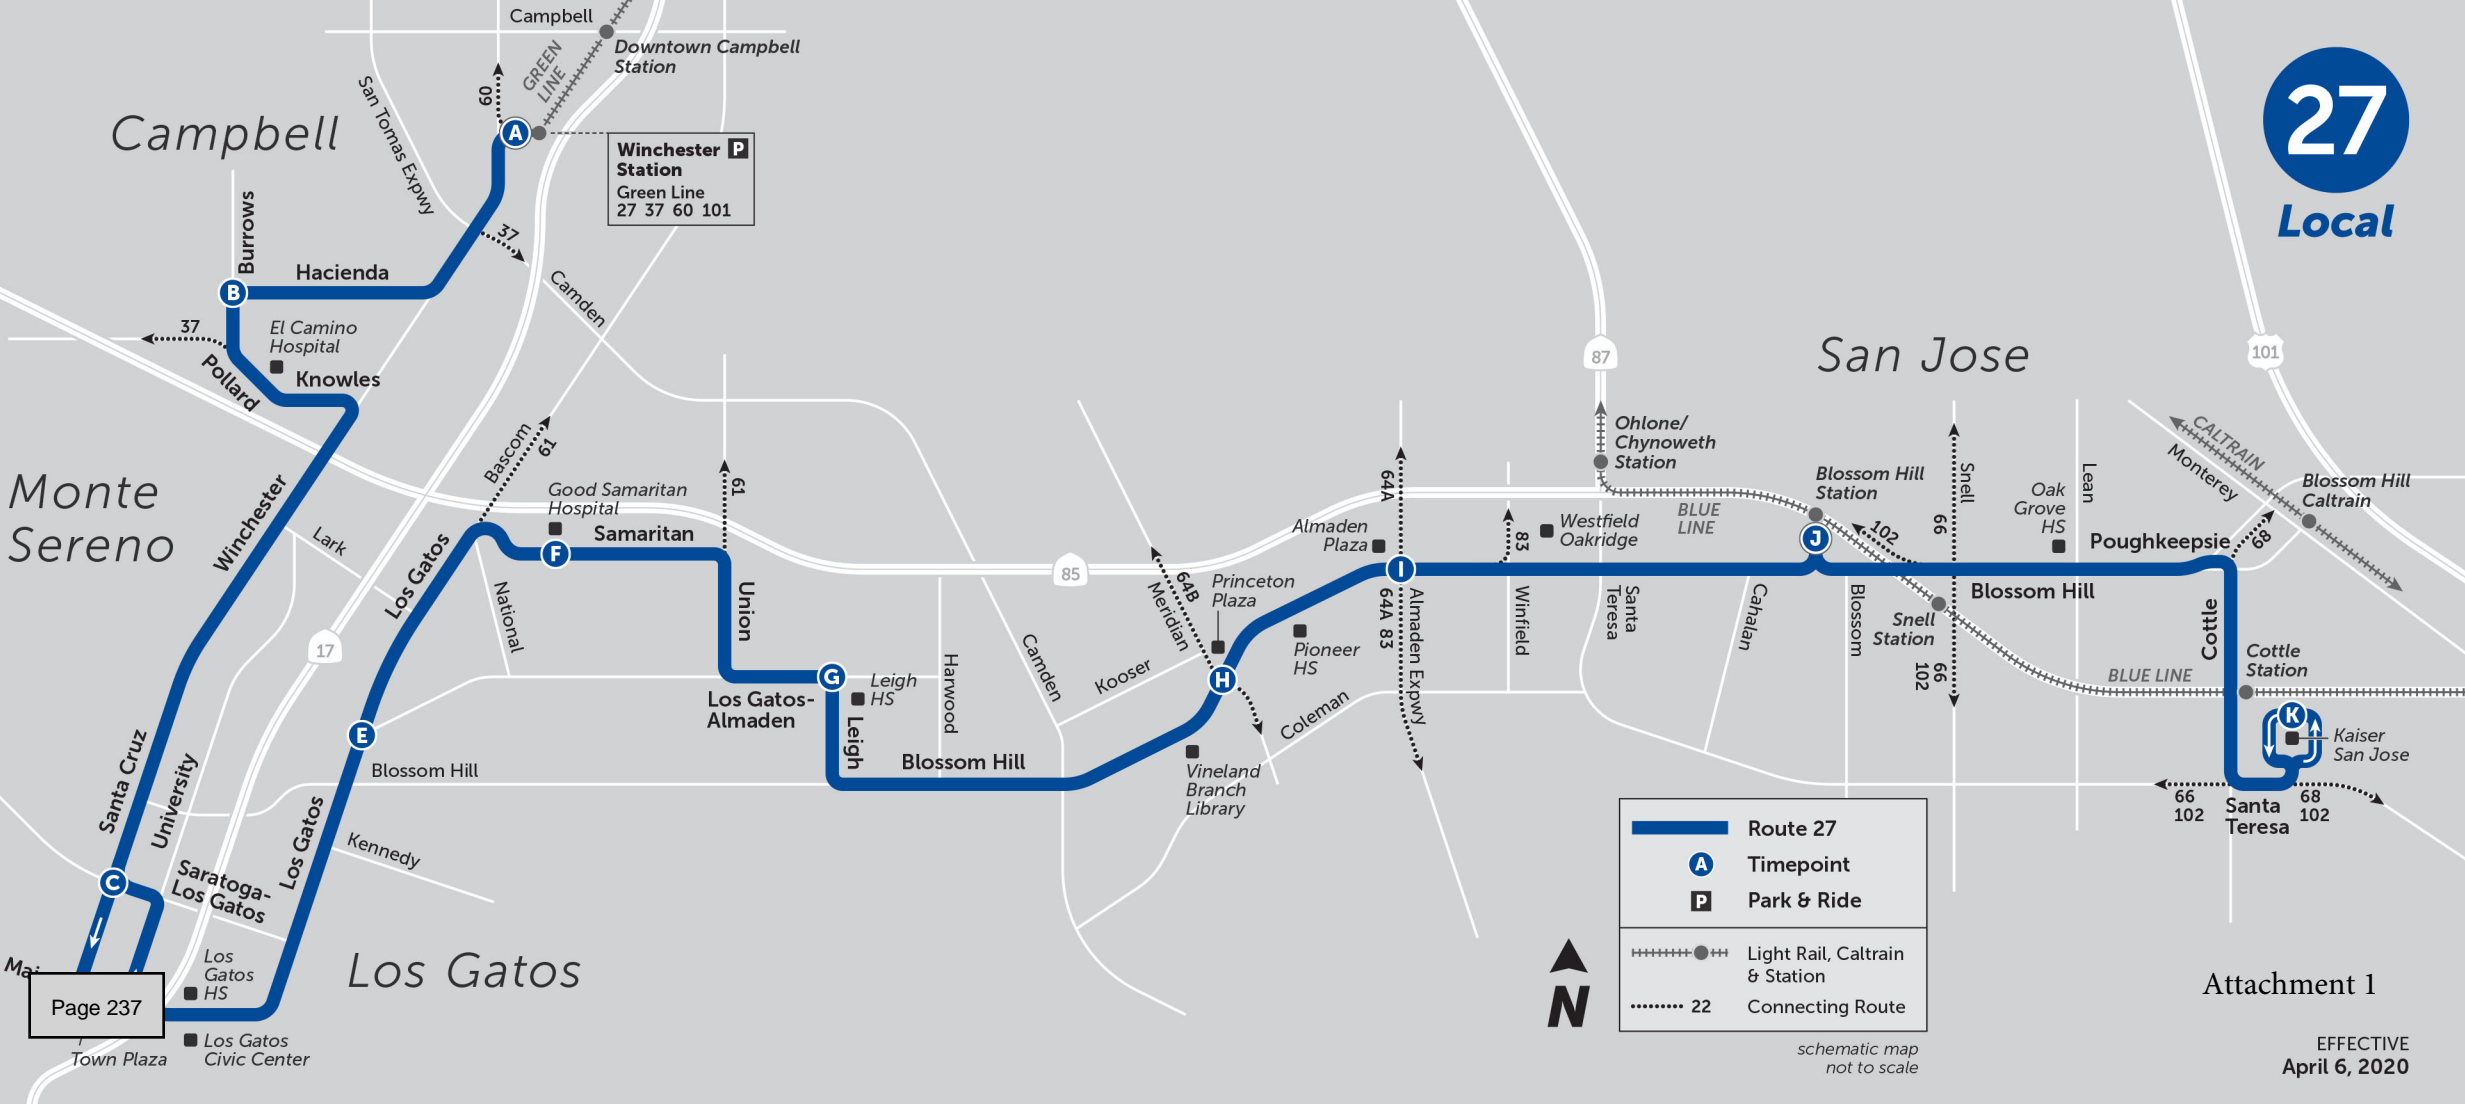 Campbell
Downtown Campbell
Station
GREEN
LINE
60
San Tomas Expwy
Campbell
A
Winchester P
Station
Green Line
27 37 60 101
27
Local
Burrows
Hacienda
B
37
Camden
37
El Camino
Hospital
Pollard
Knowles
Monte
Sereno
Winchester
Lark
Bascom
61
Los Gatos
Good Samaritan
Hospital
Samaritan
F
61
National
Union
17
85
G
Leigh
HS
Los Gatos-
Almaden
Leigh
Harwood
Camden
Kooser
Blossom Hill
E
Blossom Hill
Santa Cruz
University
Los Gatos
Kennedy
C
Saratoga-
Los Gatos
Los
Gatos
HS
Los Gatos
Page 237
Town Plaza
Los Gatos
Civic Center
64B
Meridian
Princeton
Plaza
H
Pioneer
HS
Vineland
Branch
Library
Coleman
Almaden
Plaza
64A
I
64A 83
Almaden Expwy
83
Winfield
Westfield
Oakridge
87
Ohlone/
Chynoweth
Station
BLUE
LINE
Santa
Teresa
Cahalan
San Jose
Blossom Hill
Station
J
102
Blossom
Snell
66
Snell
Station
66
102
Oak
Grove
HS
Lean
Blossom Hill
Poughkeepsie
101
CALTRAIN
Monterey
Blossom Hill
Caltrain
68
Cottle
Cottle
Station
BLUE LINE
K
Kaiser
San Jose
66
102
Santa
Teresa
68
102
Route 27
A Timepoint
P Park & Ride
Light Rail, Caltrain
& Station
22 Connecting Route
N
schematic map
not to scale
Attachment 1
EFFECTIVE
April 6, 2020